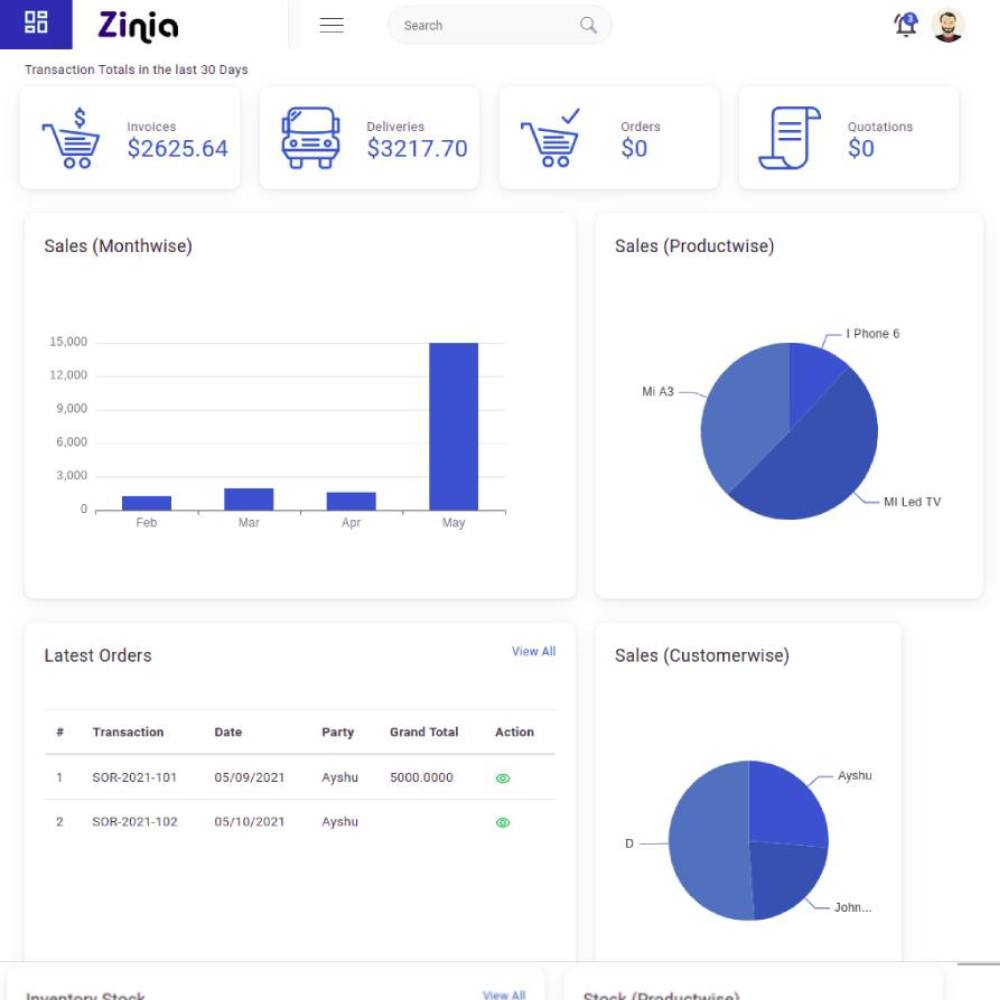 Zinia
Search
3
Transaction Totals in the last 30 Days
Invoices
$2625.64
Deliveries
$3217.70
Orders
$0
Quotations
$0
Sales (Monthwise)
15,000
12,000
9,000
6,000
3,000
0
Feb Mar Apr May
Sales (Productwise)
I Phone 6
Mi A3
MI Led TV
Latest Orders View All
# Transaction Date Party Grand Total Action
1 SOR-2021-101 05/09/2021 Ayshu 5000.0000
2 SOR-2021-102 05/10/2021 Ayshu
Sales (Customerwise)
Ayshu
D
John...
Inventory Stock View All
Stock (Productwise)